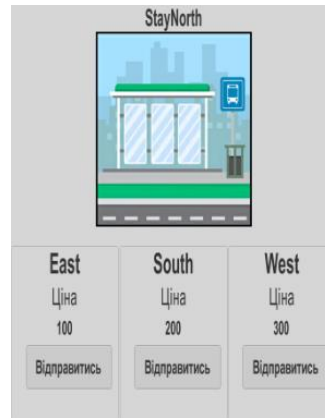 StayNorth
East
Ціна
100
Відправитись
South
Ціна
200
Відправитись
West
Ціна
300
Відправитись